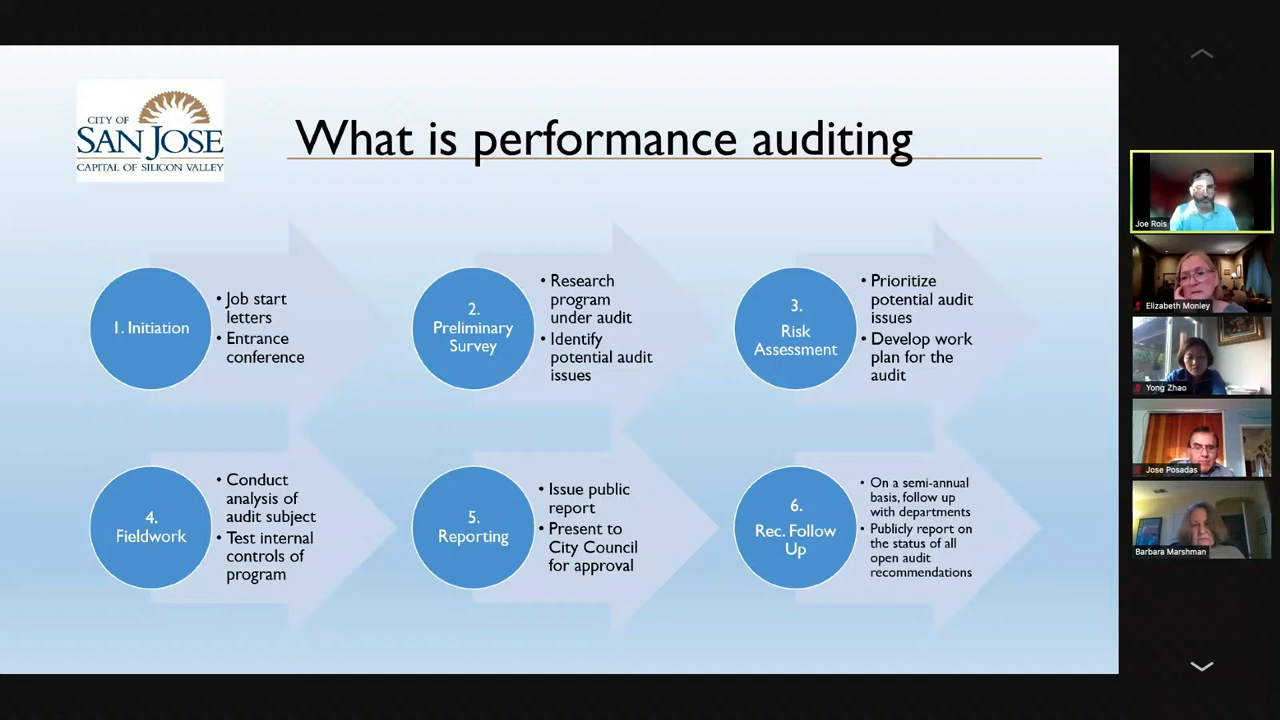 CITY OF
SAN JOSE
CAPITAL OF SILICON VALLEY
What is performance auditing
1. Initiation
• Job start
letters
• Entrance
conference
2.
Preliminary
Survey
• Research
program
under audit
• Identify
potential audit
issues
3.
Risk
Assessment
• Prioritize
potential audit
issues
• Develop work
plan for the
audit
4.
Fieldwork
• Conduct
analysis of
audit subject
• Test internal
controls of
program
5.
Reporting
• Issue public
report
• Present to
City Council
for approval
6.
Rec. Follow
Up
• On a semi-annual
basis, follow up
with departments
• Publicly report on
the status of all
open audit
recommendations
Joe Rois
Elizabeth Monley
Yong Zhao
Jose Posadas
Barbara Marshman